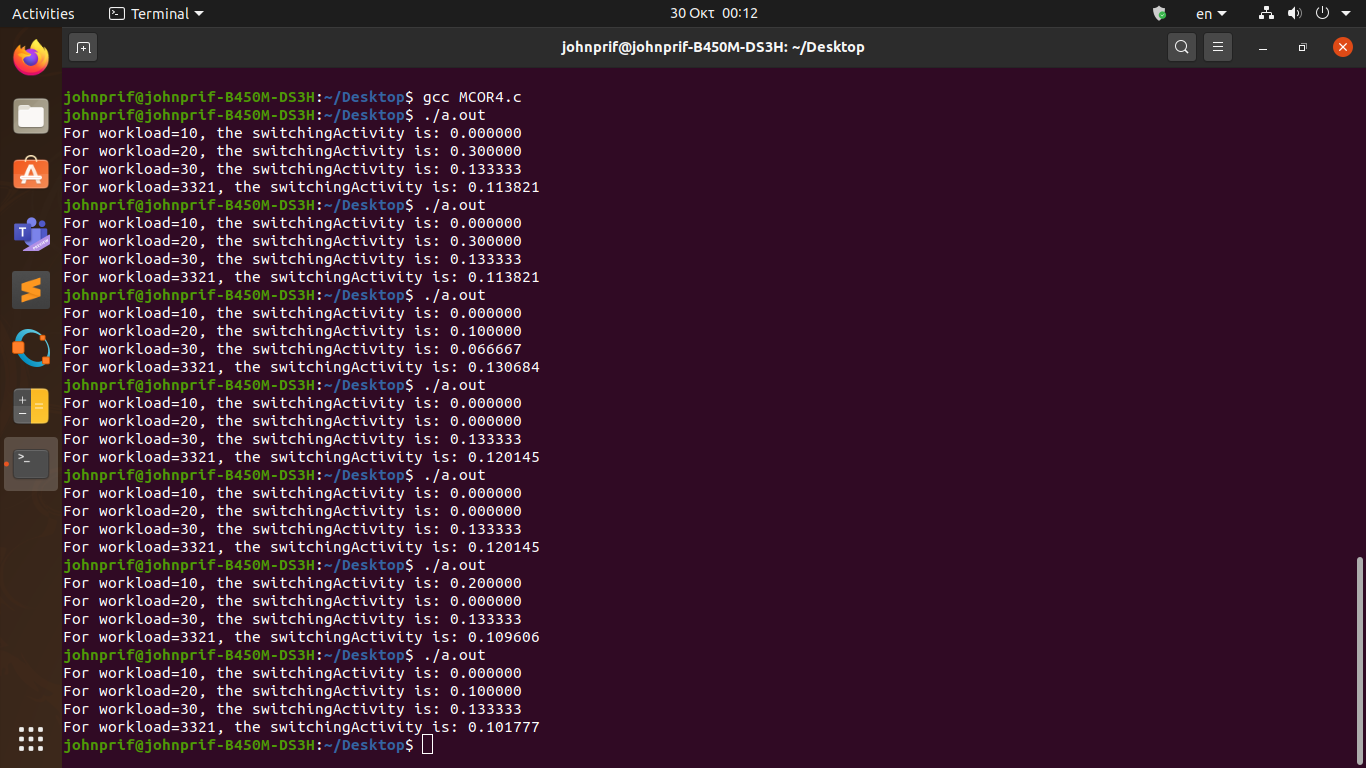 Activities
Terminal
30 Οκτ 00:12
en
johnprif@johnprif-B450M-DS3H: ~/Desktop
johnprif@johnprif-B450M-DS3H:~/Desktop$ gcc MCOR4.c
johnprif@johnprif-B450M-DS3H:~/Desktop$ ./a.out
For workload=10, the switchingActivity is: 0.000000
For workload=20, the switchingActivity is: 0.300000
For workload=30, the switchingActivity is: 0.133333
For workload=3321, the switchingActivity is: 0.113821
johnprif@johnprif-B450M-DS3H:~/Desktop$ ./a.out
For workload=10, the switchingActivity is: 0.000000
For workload=20, the switchingActivity is: 0.300000
For workload=30, the switchingActivity is: 0.133333
For workload=3321, the switchingActivity is: 0.113821
johnprif@johnprif-B450M-DS3H:~/Desktop$ ./a.out
For workload=10, the switchingActivity is: 0.000000
For workload=20, the switchingActivity is: 0.100000
For workload=30, the switchingActivity is: 0.066667
For workload=3321, the switchingActivity is: 0.130684
johnprif@johnprif-B450M-DS3H:~/Desktop$ ./a.out
For workload=10, the switchingActivity is: 0.000000
For workload=20, the switchingActivity is: 0.000000
For workload=30, the switchingActivity is: 0.133333
For workload=3321, the switchingActivity is: 0.120145
johnprif@johnprif-B450M-DS3H:~/Desktop$ ./a.out
For workload=10, the switchingActivity is: 0.000000
For workload=20, the switchingActivity is: 0.000000
For workload=30, the switchingActivity is: 0.133333
For workload=3321, the switchingActivity is: 0.120145
johnprif@johnprif-B450M-DS3H:~/Desktop$ ./a.out
For workload=10, the switchingActivity is: 0.200000
For workload=20, the switchingActivity is: 0.000000
For workload=30, the switchingActivity is: 0.133333
For workload=3321, the switchingActivity is: 0.109606
johnprif@johnprif-B450M-DS3H:~/Desktop$ ./a.out
For workload=10, the switchingActivity is: 0.000000
For workload=20, the switchingActivity is: 0.100000
For workload=30, the switchingActivity is: 0.133333
For workload=3321, the switchingActivity is: 0.101777
johnprif@johnprif-B450M-DS3H:~/Desktop$